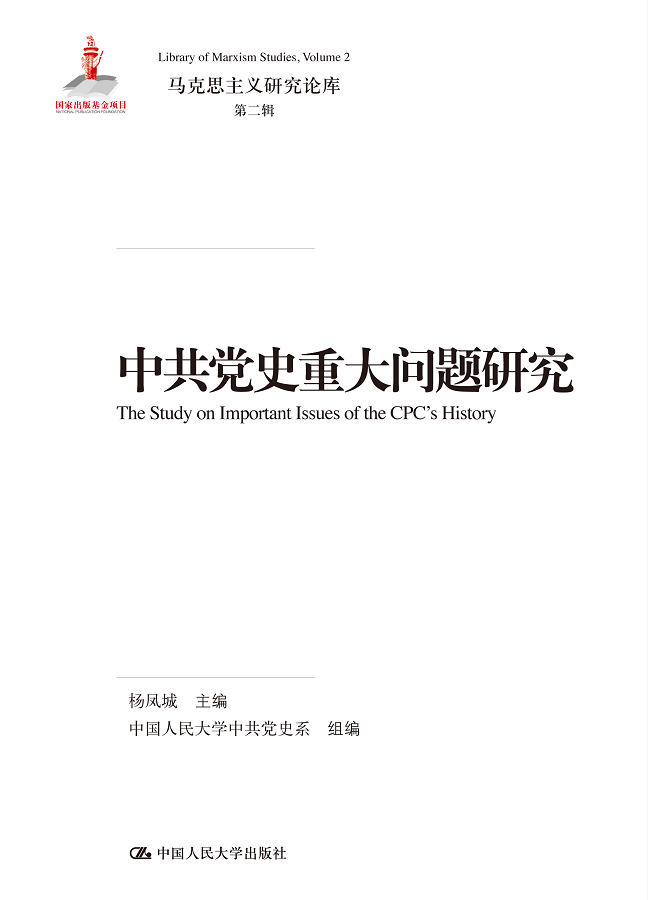 Library of Marxism Studies, Volume 2
马克思主义研究论库
第二辑
国家出版基金项目
NATIONAL PUBLICATION FOUNDATION
中共党史重大问题研究
The Study on Important Issues of the CPC's History
杨凤城 主编
中国人民大学中共党史系 组编
中国人民大学出版社